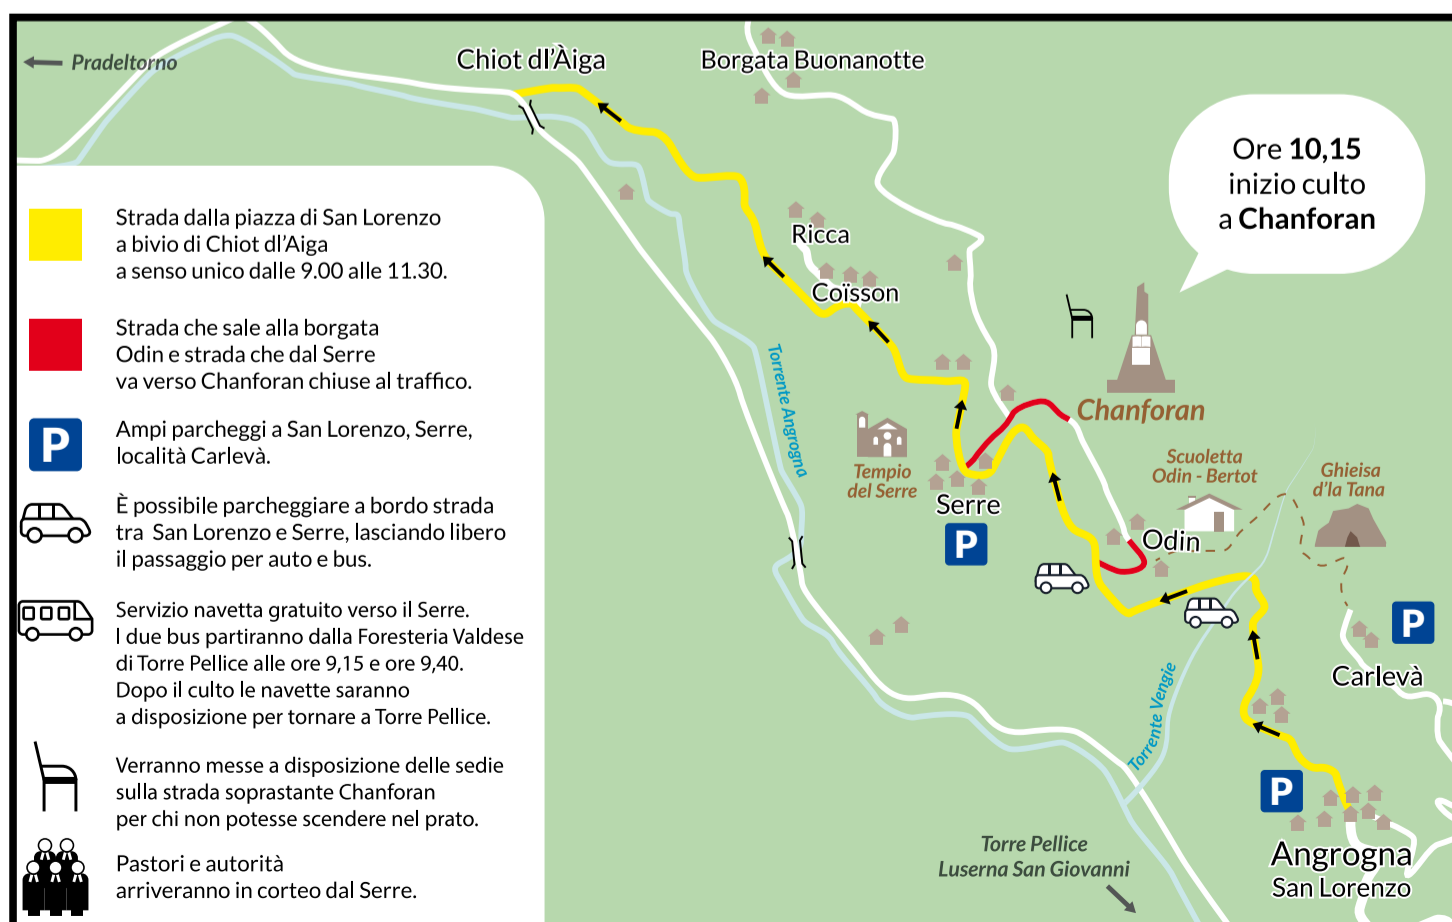 Pradeltorno
Chiot dl'Àiga
Borgata Buonanotte
Ore 10,15
inizio culto
a Chanforan
Strada dalla piazza di San Lorenzo
a bivio di Chiot dl'Aiga
a senso unico dalle 9.00 alle 11.30.
Strada che sale alla borgata
Odin e strada che dal Serre
va verso Chanforan chiuse al traffico.
P
Ampi parcheggi a San Lorenzo, Serre,
località Carlevà.
È possibile parcheggiare a bordo strada
tra San Lorenzo e Serre, lasciando libero
il passaggio per auto e bus.
Servizio navetta gratuito verso il Serre.
I due bus partiranno dalla Foresteria Valdese
di Torre Pellice alle ore 9,15 e ore 9,40.
Dopo il culto le navette saranno
a disposizione per tornare a Torre Pellice.
Verranno messe a disposizione delle sedie
sulla strada soprastante Chanforan
per chi non potesse scendere nel prato.
Pastori e autorità
arriveranno in corteo dal Serre.
Ricca
Coïsson
Torrente Angrogna
Chanforan
Tempio
del Serre
Scuoletta
Odin - Bertot
Ghieisa
d'la Tana
Serre
P
Odin
P
Carlevà
Torrente Vengie
P
Torre Pellice
Luserna San Giovanni
Angrogna
San Lorenzo